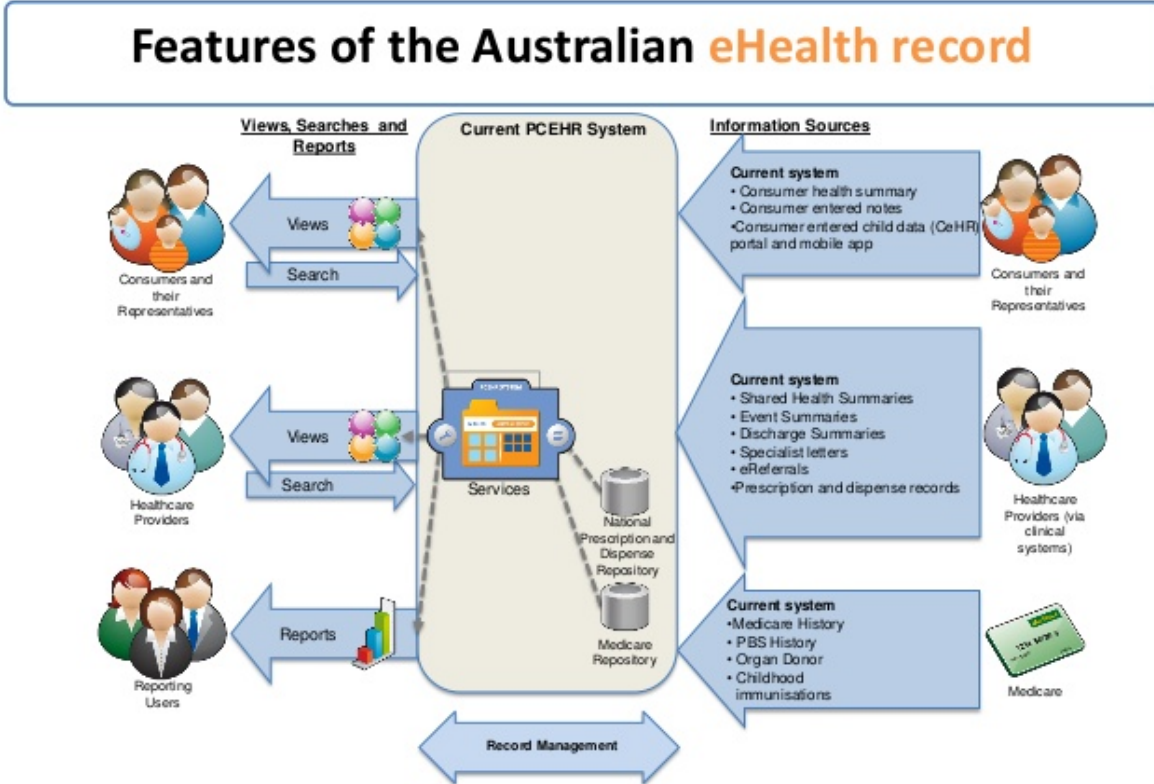 Features of the Australian eHealth record
Views, Searches and
Reports
Current PCEHR System
Information Sources
Consumers and
their
Representatives
Views
Search
Current system
• Consumer health summary
• Consumer entered notes
•Consumer entered child data (CeHR)
portal and mobile app
Consumers and
their
Representatives
Healthcare
Providers
Views
Search
PCEHR SYSTEM
Services
National
Prescription and
Dispense
Repository
Medicare
Repository
Current system
• Shared Health Summaries
• Event Summaries
• Discharge Summaries
• Specialist letters
• eReferrals
•Prescription and dispense records
Healthcare
Providers (via
clinical
systems)
Reporting
Users
Reports
Current system
•Medicare History
• PBS History
• Organ Donor
• Childhood
immunisations
Medicare
Record Management